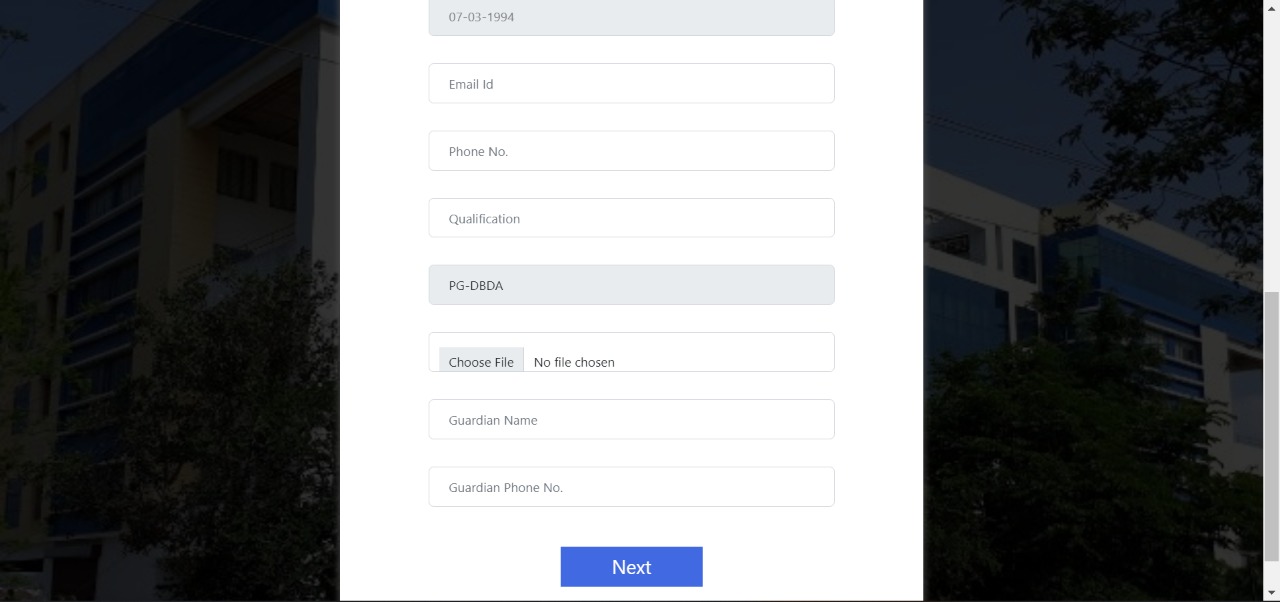 07-03-1994
Email Id
Phone No.
Qualification
PG-DBDA
Choose File No file chosen
Guardian Name
Guardian Phone No.
Next